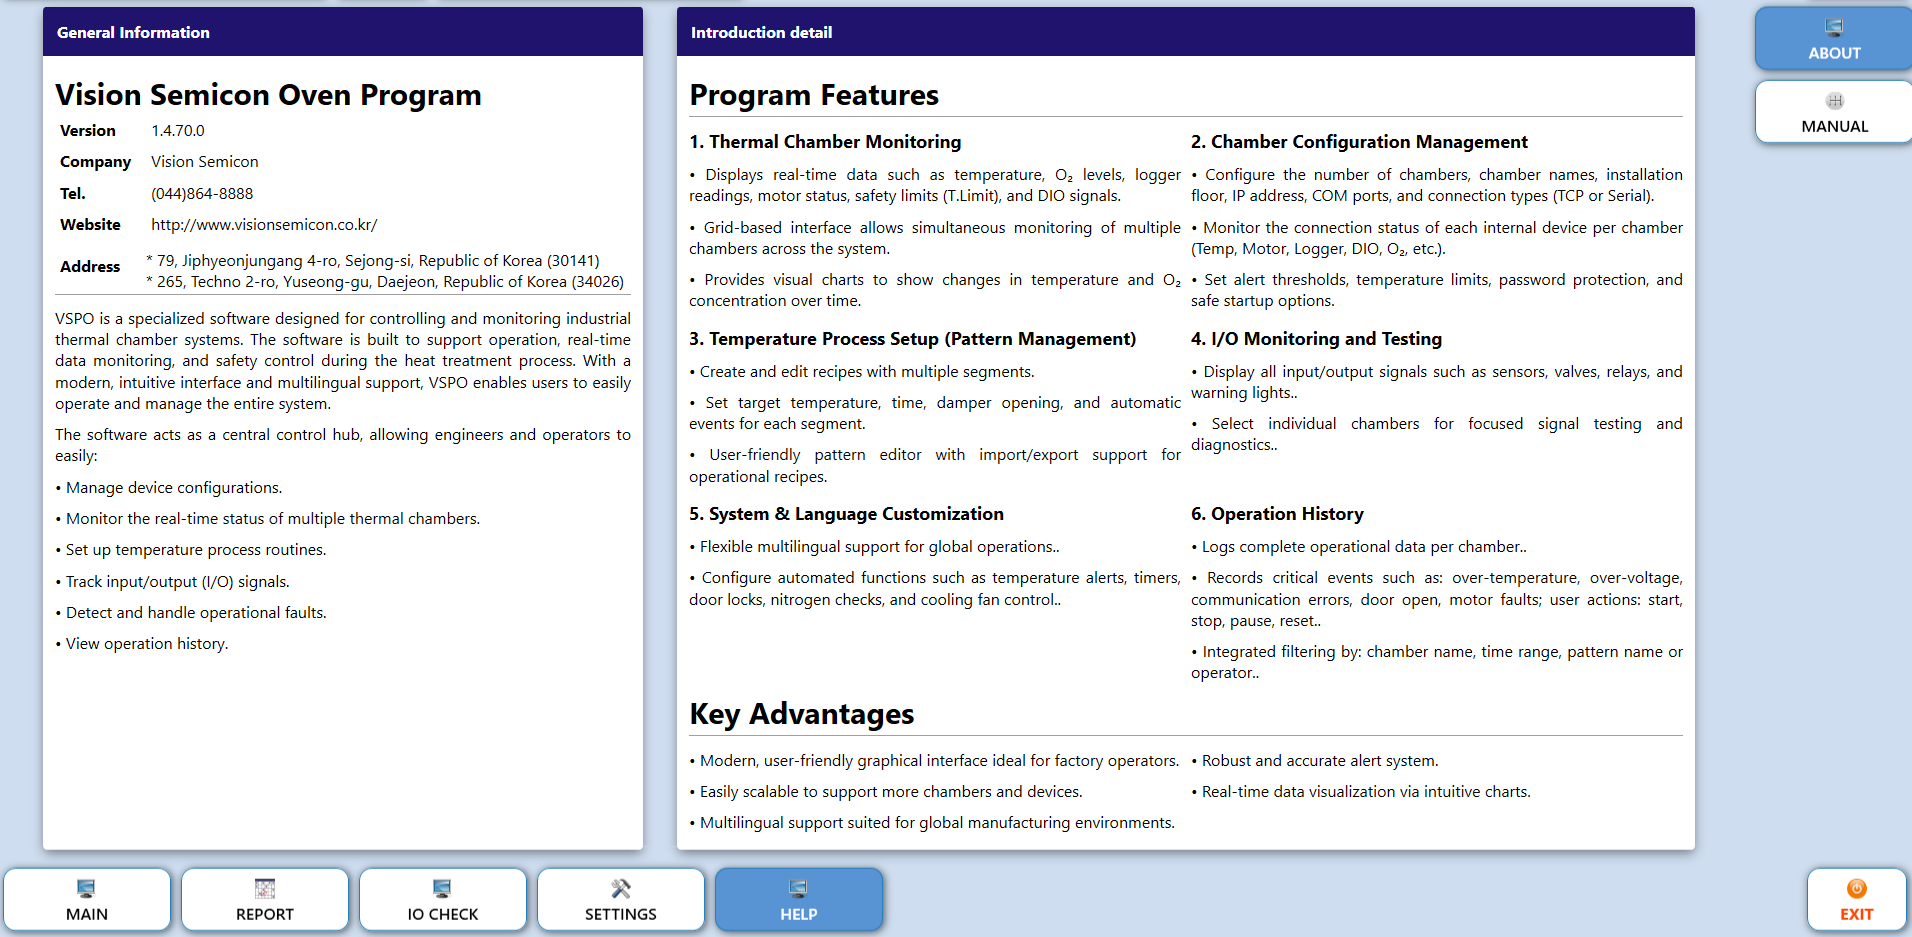 General Information
Vision Semicon Oven Program
Version 1.4.70.0
Company Vision Semicon
Tel. (044)864-8888
Website http://www.visionsemicon.co.kr/
Address
* 79, Jiphyeonjungang 4-ro, Sejong-si, Republic of Korea (30141)
* 265, Techno 2-ro, Yuseong-gu, Daejeon, Republic of Korea (34026)
VSPO is a specialized software designed for controlling and monitoring industrial
thermal chamber systems. The software is built to support operation, real-time
data monitoring, and safety control during the heat treatment process. With a
modern, intuitive interface and multilingual support, VSPO enables users to easily
operate and manage the entire system.
The software acts as a central control hub, allowing engineers and operators to
easily:
• Manage device configurations.
• Monitor the real-time status of multiple thermal chambers.
• Set up temperature process routines.
• Track input/output (I/O) signals.
• Detect and handle operational faults.
• View operation history.
Introduction detail
Program Features
1. Thermal Chamber Monitoring
• Displays real-time data such as temperature, O₂ levels, logger
readings, motor status, safety limits (T.Limit), and DIO signals.
• Grid-based interface allows simultaneous monitoring of multiple
chambers across the system.
• Provides visual charts to show changes in temperature and O₂
concentration over time.
2. Chamber Configuration Management
• Configure the number of chambers, chamber names, installation
floor, IP address, COM ports, and connection types (TCP or Serial).
• Monitor the connection status of each internal device per chamber
(Temp, Motor, Logger, DIO, O₂, etc.).
• Set alert thresholds, temperature limits, password protection, and
safe startup options.
3. Temperature Process Setup (Pattern Management)
• Create and edit recipes with multiple segments.
• Set target temperature, time, damper opening, and automatic
events for each segment.
• User-friendly pattern editor with import/export support for
operational recipes.
4. I/O Monitoring and Testing
• Display all input/output signals such as sensors, valves, relays, and
warning lights..
• Select individual chambers for focused signal testing and
diagnostics..
5. System & Language Customization
• Flexible multilingual support for global operations..
• Configure automated functions such as temperature alerts, timers,
door locks, nitrogen checks, and cooling fan control..
6. Operation History
• Logs complete operational data per chamber..
• Records critical events such as: over-temperature, over-voltage,
communication errors, door open, motor faults; user actions: start,
stop, pause, reset..
• Integrated filtering by: chamber name, time range, pattern name or
operator..
Key Advantages
• Modern, user-friendly graphical interface ideal for factory operators.
• Easily scalable to support more chambers and devices.
• Multilingual support suited for global manufacturing environments.
• Robust and accurate alert system.
• Real-time data visualization via intuitive charts.
ABOUT
MANUAL
MAIN
REPORT
IO CHECK
SETTINGS
HELP
EXIT